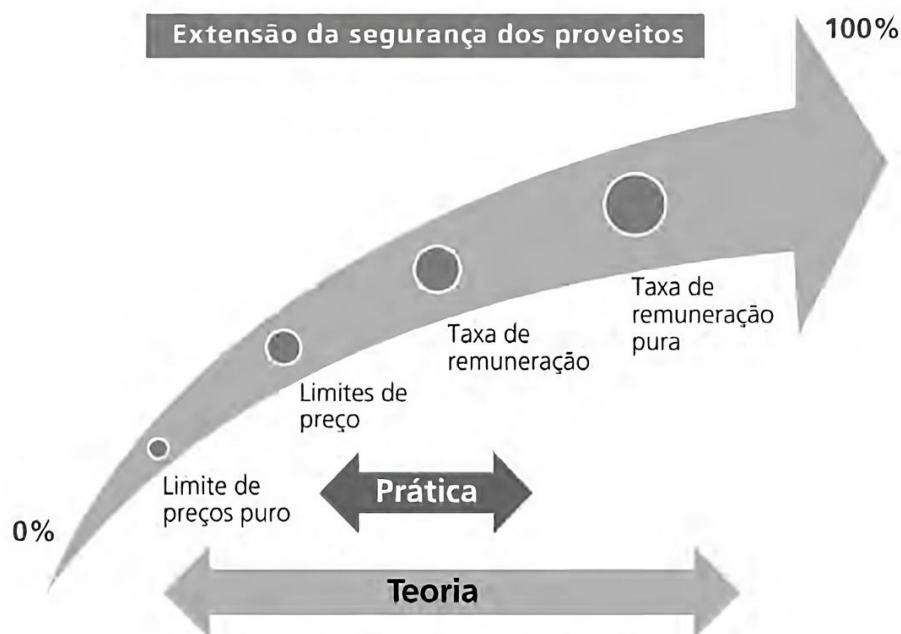 Extensão da segurança dos proveitos
100%
Taxa de
remuneração
pura
Taxa de
remuneração
Limites de
preço
Limite de
preços puro
Prática
0%
Teoria